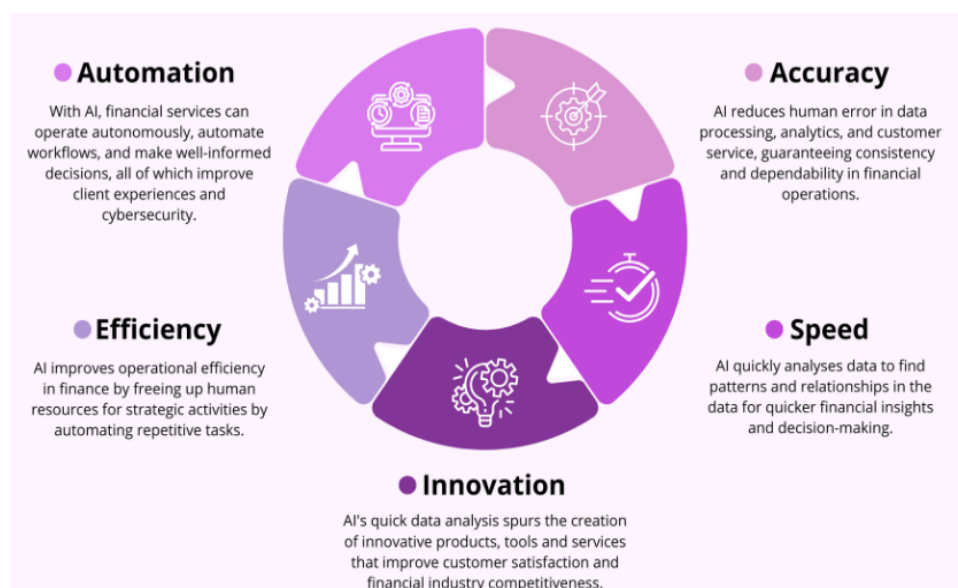 Automation
With AI, financial services can
operate autonomously, automate
workflows, and make well-informed
decisions, all of which improve
client experiences and
cybersecurity.
Accuracy
AI reduces human error in data
processing, analytics, and customer
service, guaranteeing consistency
and dependability in financial
operations.
Efficiency
AI improves operational efficiency
in finance by freeing up human
resources for strategic activities by
automating repetitive tasks.
Speed
AI quickly analyses data to find
patterns and relationships in the
data for quicker financial insights
and decision-making.
Innovation
AI's quick data analysis spurs the creation
of innovative products, tools and services
that improve customer satisfaction and
financial industry competitiveness.